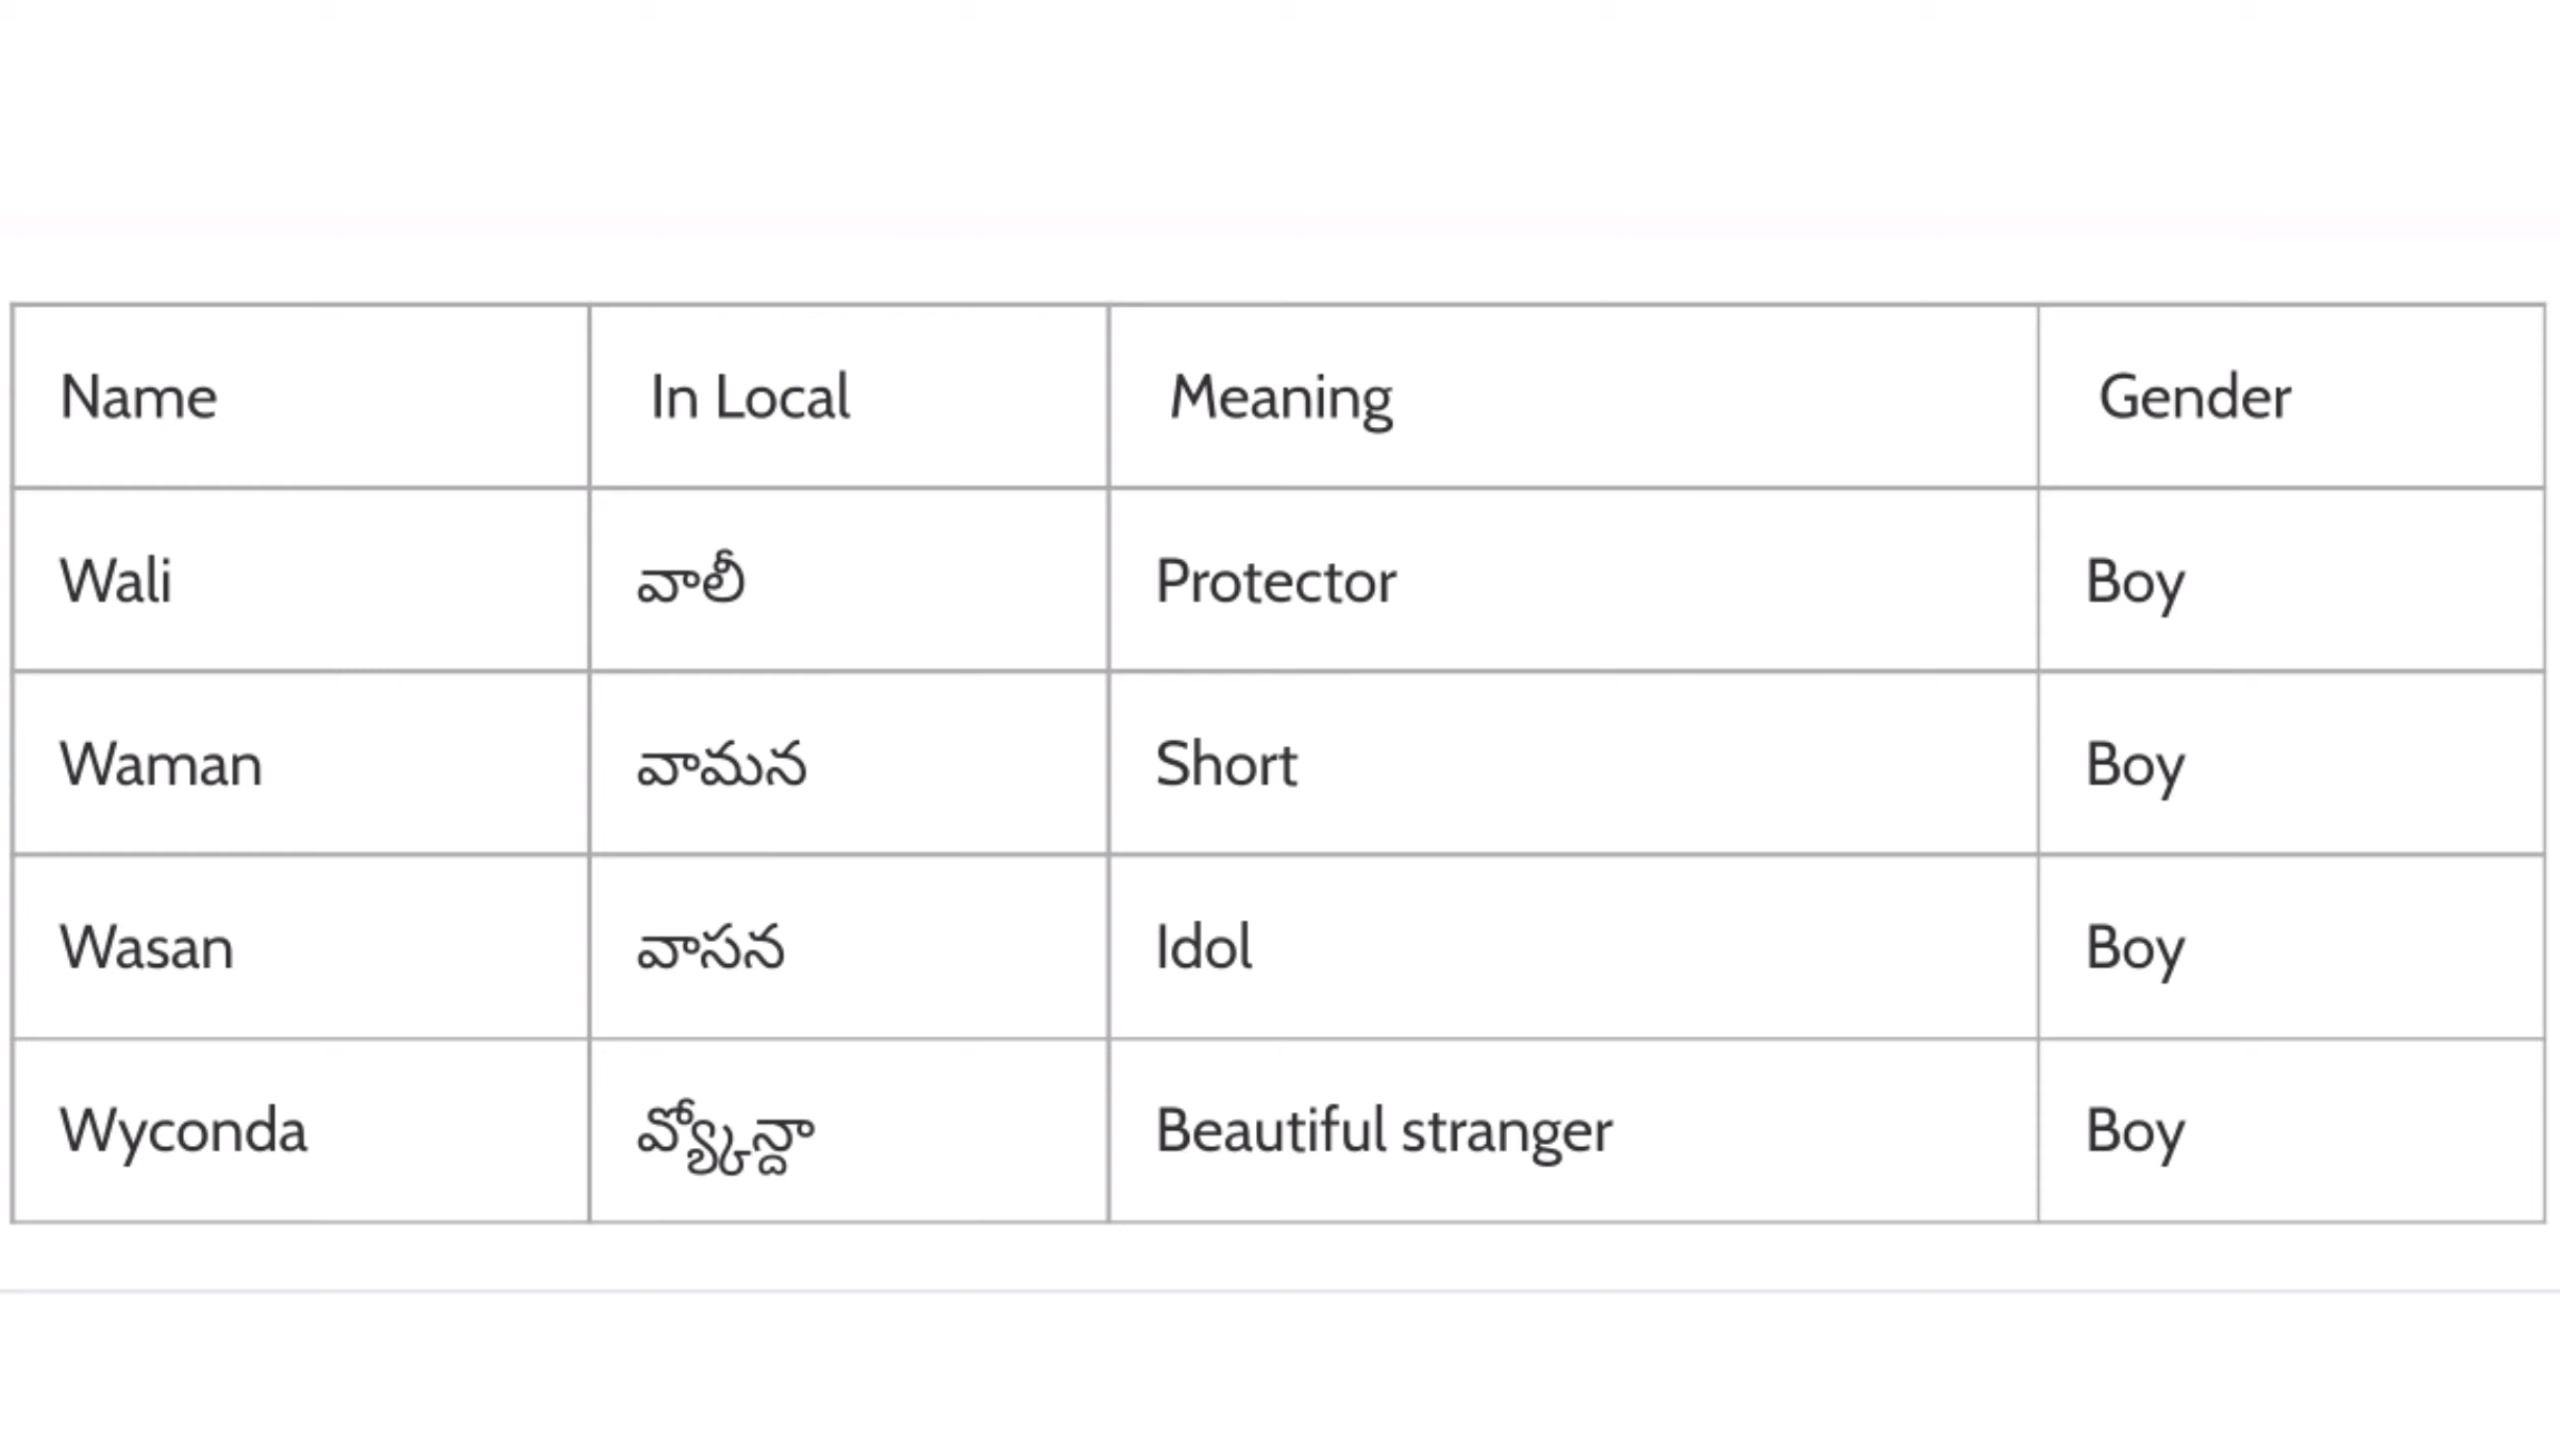 Name In Local Meaning Gender
Wali వాలీ Protector Boy
Waman వామన Short Boy
Wasan వాసన Idol Boy
Wyconda వ్య్కోన్దా Beautiful stranger Boy